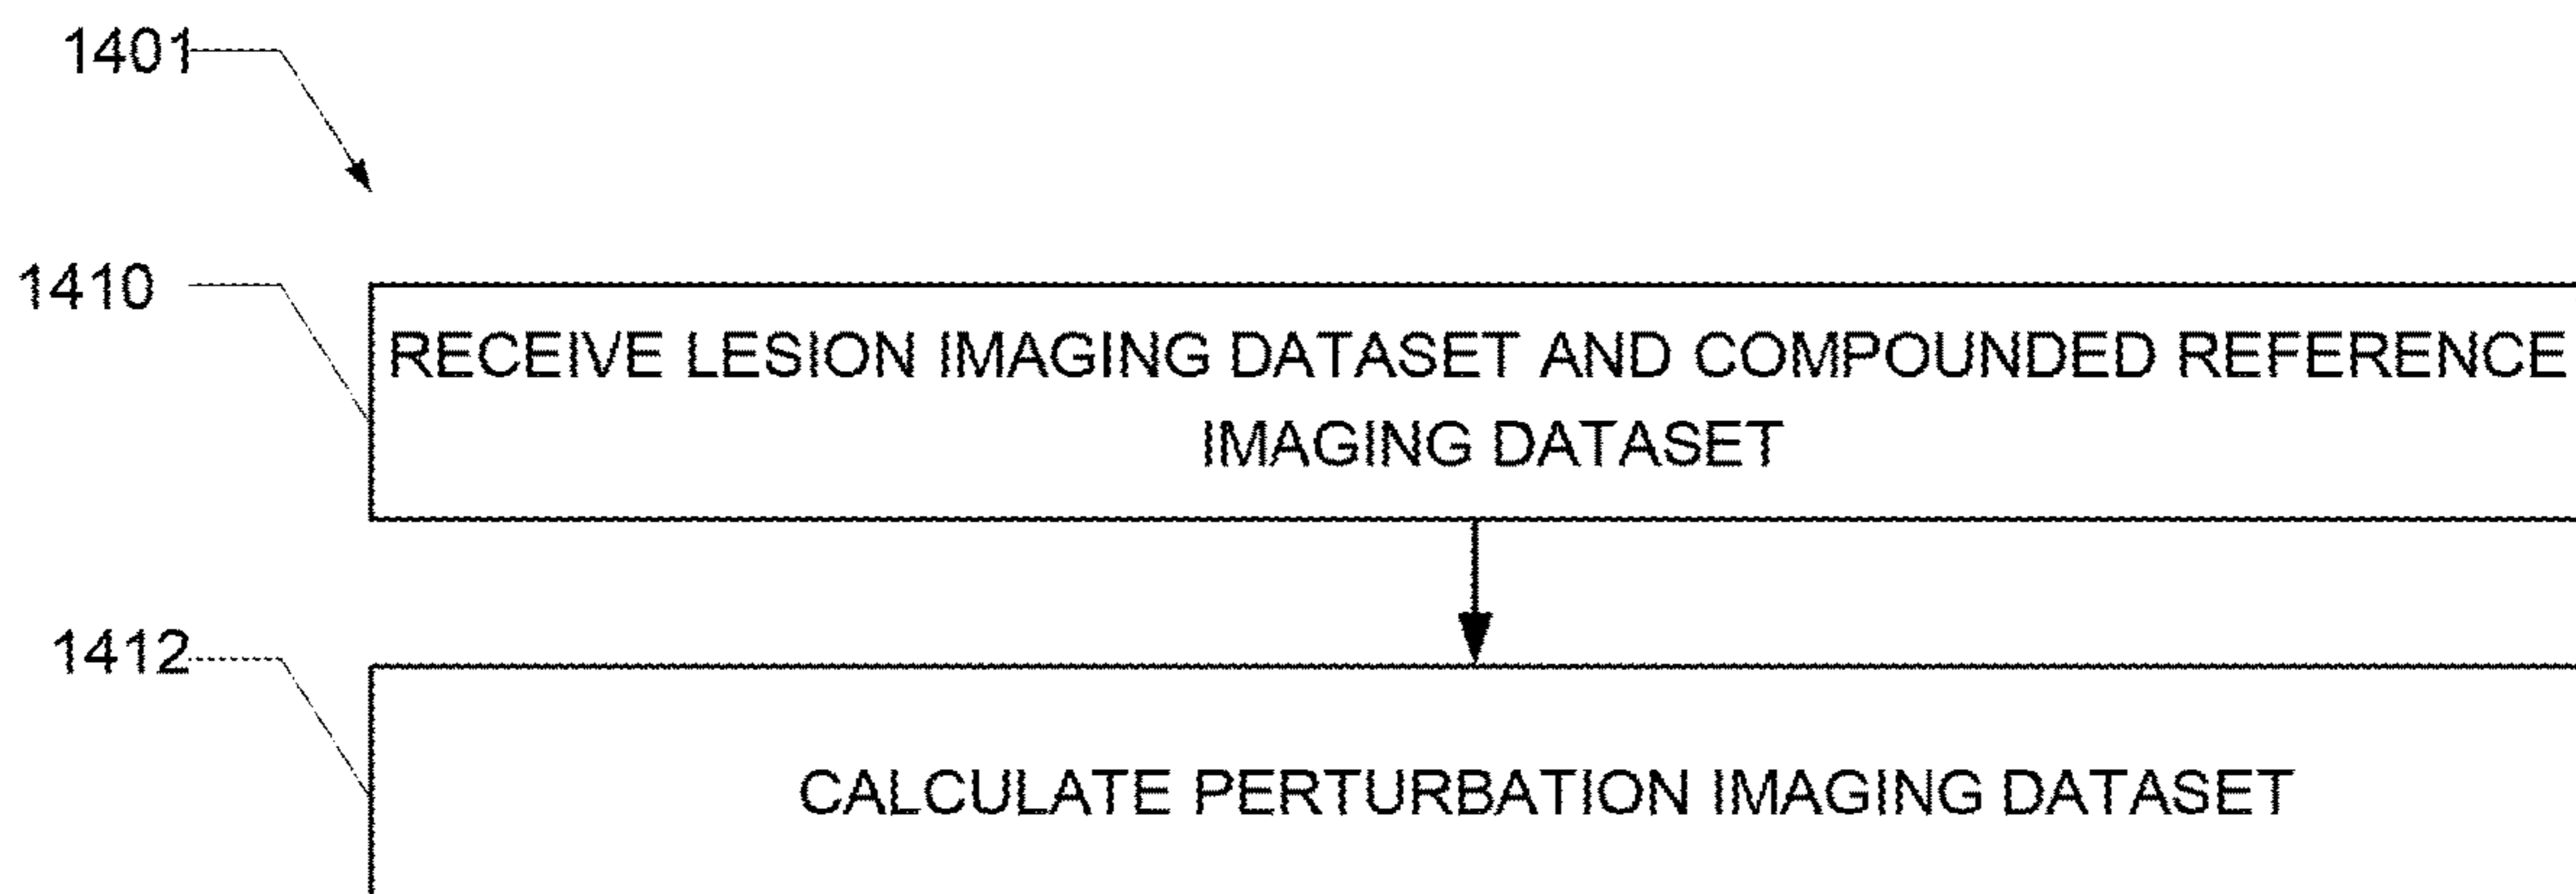 1401
1410
RECEIVE LESION IMAGING DATASET AND COMPOUNDED REFERENCE
IMAGING DATASET
1412
CALCULATE PERTURBATION IMAGING DATASET